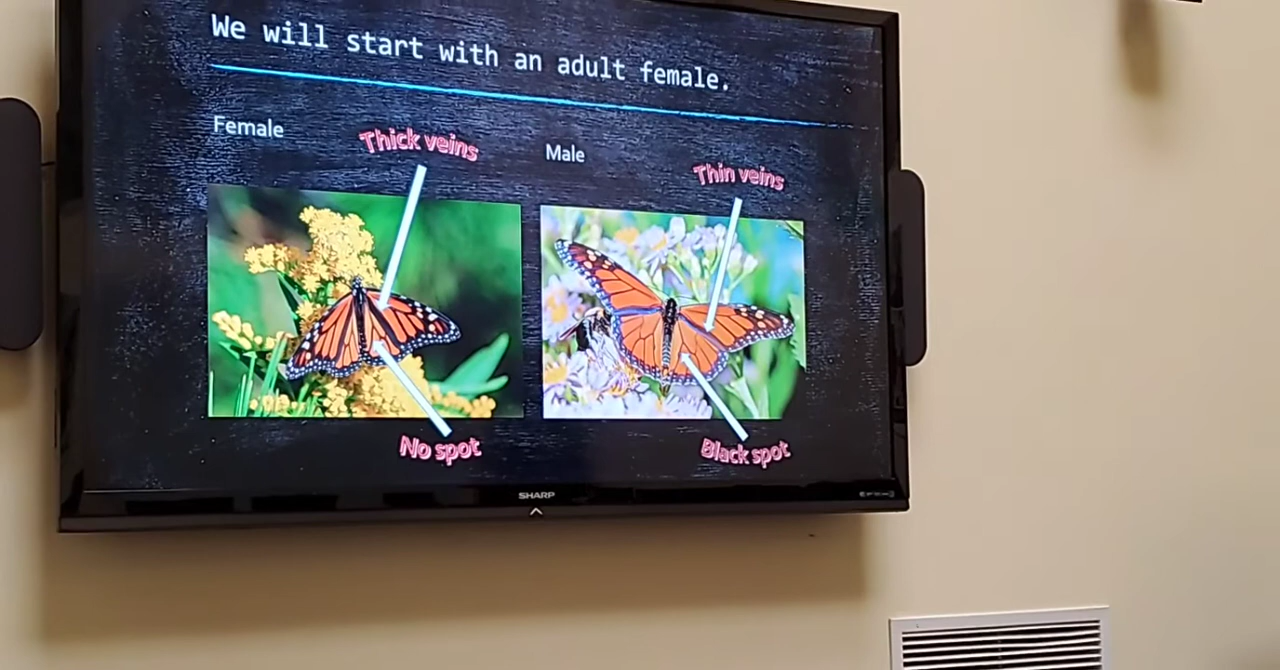 We will start with an adult female.
Female
Thick veins
Male
Thin veins
No spot
Black spot
SHARP